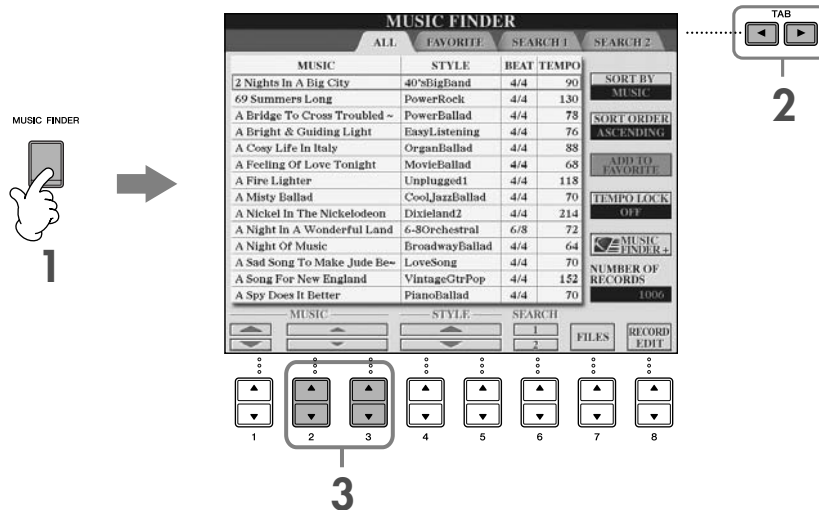 MUSIC FINDER
ALL FAVORITE SEARCH 1 SEARCH 2
TAB
2
MUSIC STYLE BEAT TEMPO
2 Nights In A Big City 40'sBigBand 4/4 90
69 Summers Long PowerRock 4/4 130
A Bridge To Cross Troubled ~ PowerBallad 4/4 78
A Bright & Guiding Light EasyListening 4/4 76
A Cosy Life In Italy OrganBallad 4/4 88
A Feeling Of Love Tonight MovieBallad 4/4 68
A Fire Lighter Unplugged1 4/4 118
A Misty Ballad CoolJazzBallad 4/4 70
A Nickel In The Nickelodeon Dixieland2 4/4 214
A Night In A Wonderful Land 6-8Orchestral 6/8 72
A Night Of Music BroadwayBallad 4/4 64
A Sad Song To Make Jude Be~ LoveSong 4/4 70
A Song For New England VintageGtrPop 4/4 152
A Spy Does It Better PianoBallad 4/4 70
SORT BY
MUSIC
SORT ORDER
ASCENDING
ADD TO
FAVORITE
TEMPO LOCK
OFF
MUSIC
FINDER+
NUMBER OF
RECORDS
1006
MUSIC STYLE SEARCH
1
2
FILES
RECORD
EDIT
MUSIC FINDER
1
1 2 3 4 5 6 7 8
3